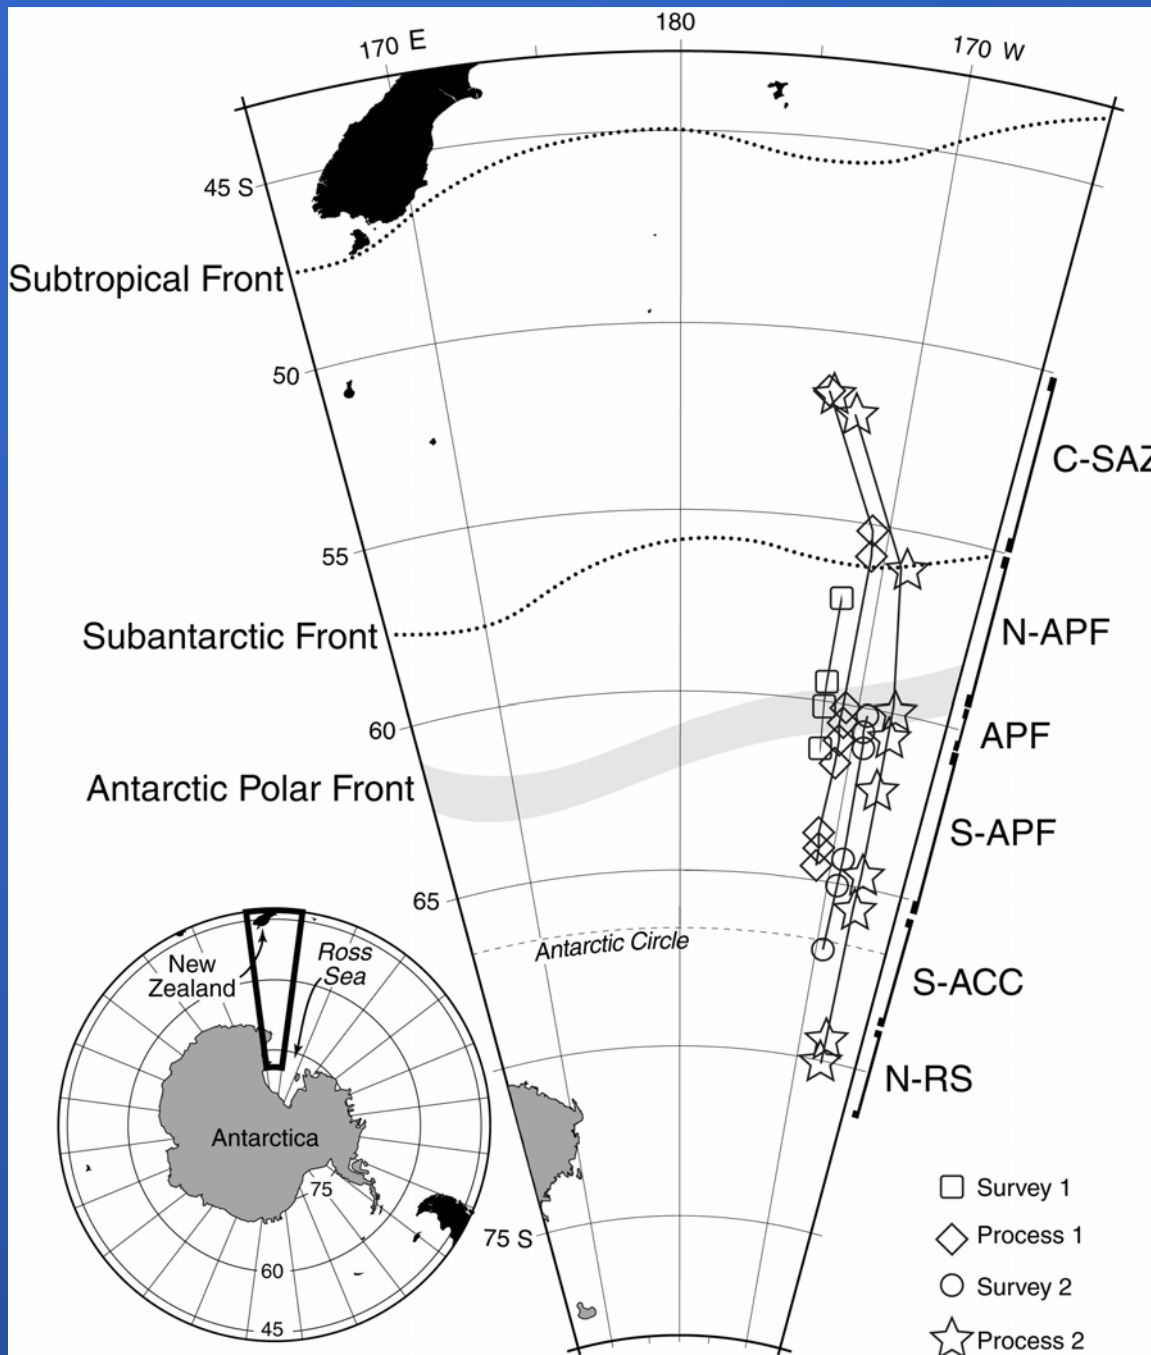 180
170 E
170 W
45 S
Subtropical Front
50
C-SAZ
55
Subantarctic Front
N-APF
60
APF
Antarctic Polar Front
S-APF
65
Antarctic Circle
New
Zealand
Ross
Sea
S-ACC
N-RS
Antarctica
75
60
45
75 S
Survey 1
Process 1
Survey 2
Process 2